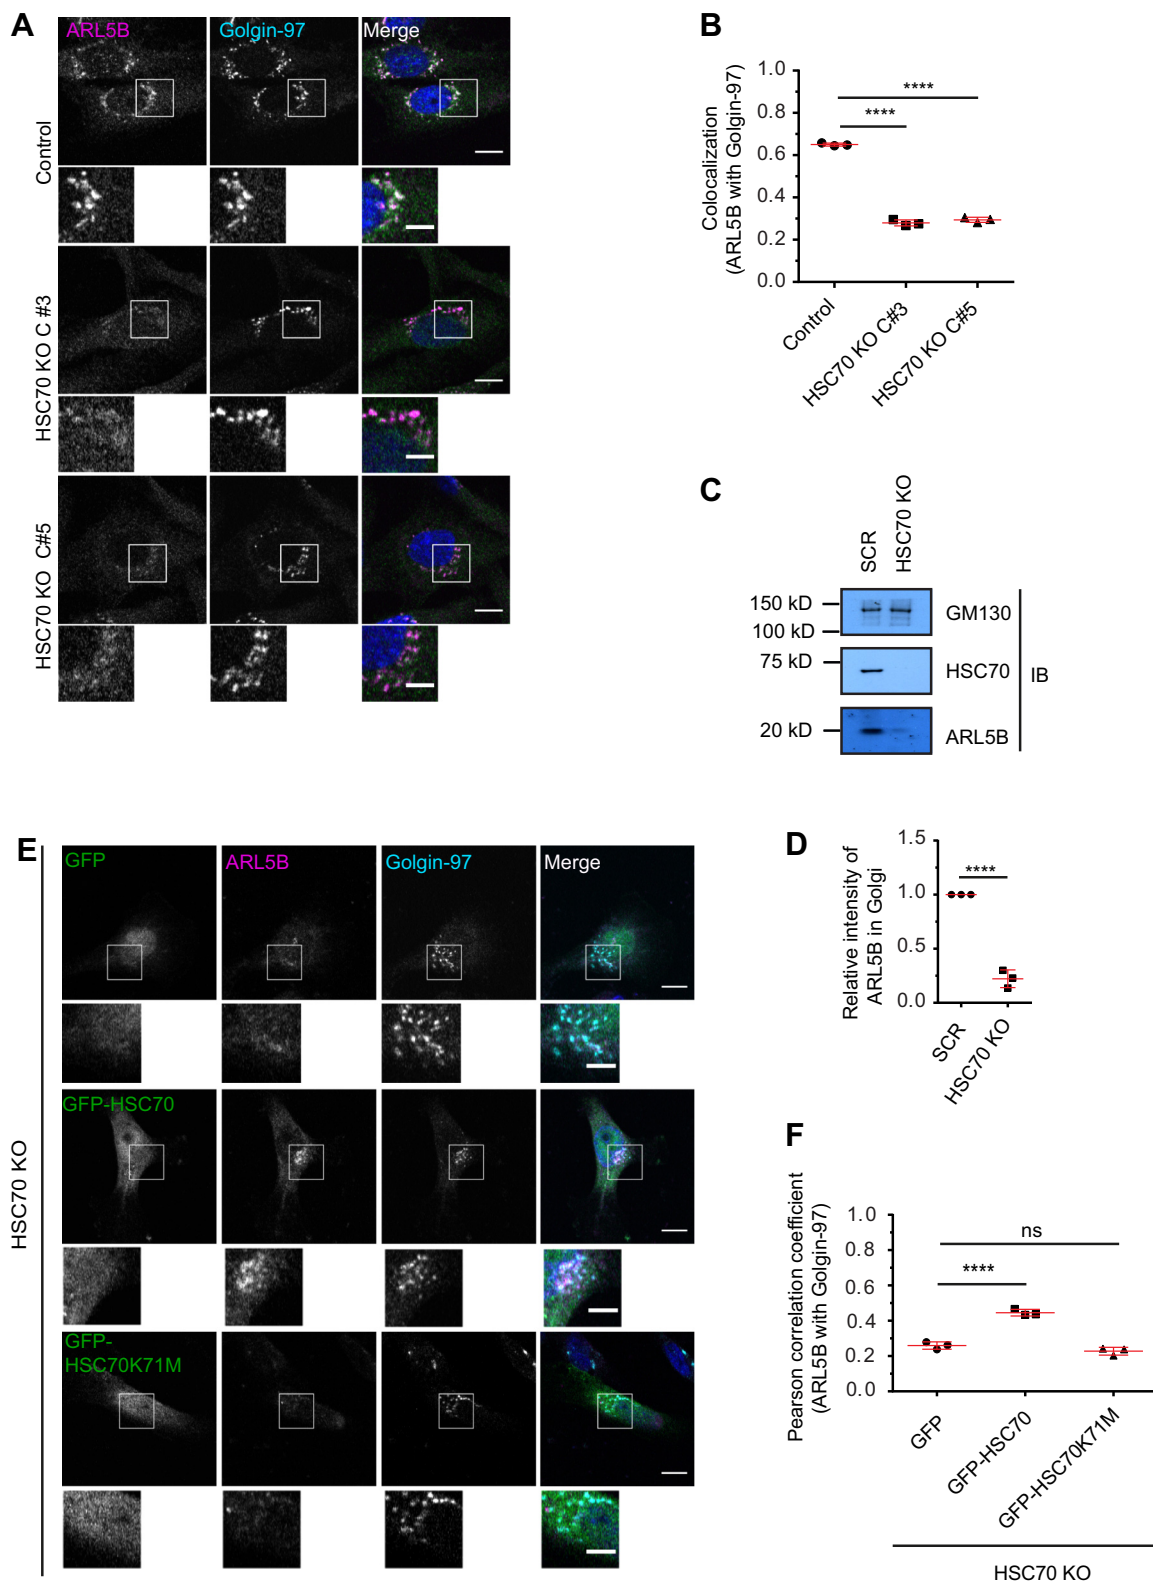 A
ARL5B
Golgin-97
Merge
Control
HSC70 KO C #3
HSC70 KO C#5
B
Colocalization
(ARL5B with Golgin-97)
1.0
0.8
0.6
0.4
0.2
0.0
****
****
Control
HSC70 KO C#3
HSC70 KO C#5
C
SCR
HSC70 KO
150 kD
100 kD
75 kD
20 kD
GM130
HSC70
ARL5B
IB
D
Relative intensity of
ARL5B in Golgi
1.5
1.0
0.5
0.0
****
SCR
HSC70 KO
E
HSC70 KO
GFP
ARL5B
Golgin-97
Merge
GFP-HSC70
GFP-
HSC70K71M
F
Pearson correlation coefficient
(ARL5B with Golgin-97)
1.0
0.8
0.6
0.4
0.2
0.0
ns
****
GFP
GFP-HSC70
GFP-HSC70K71M
HSC70 KO